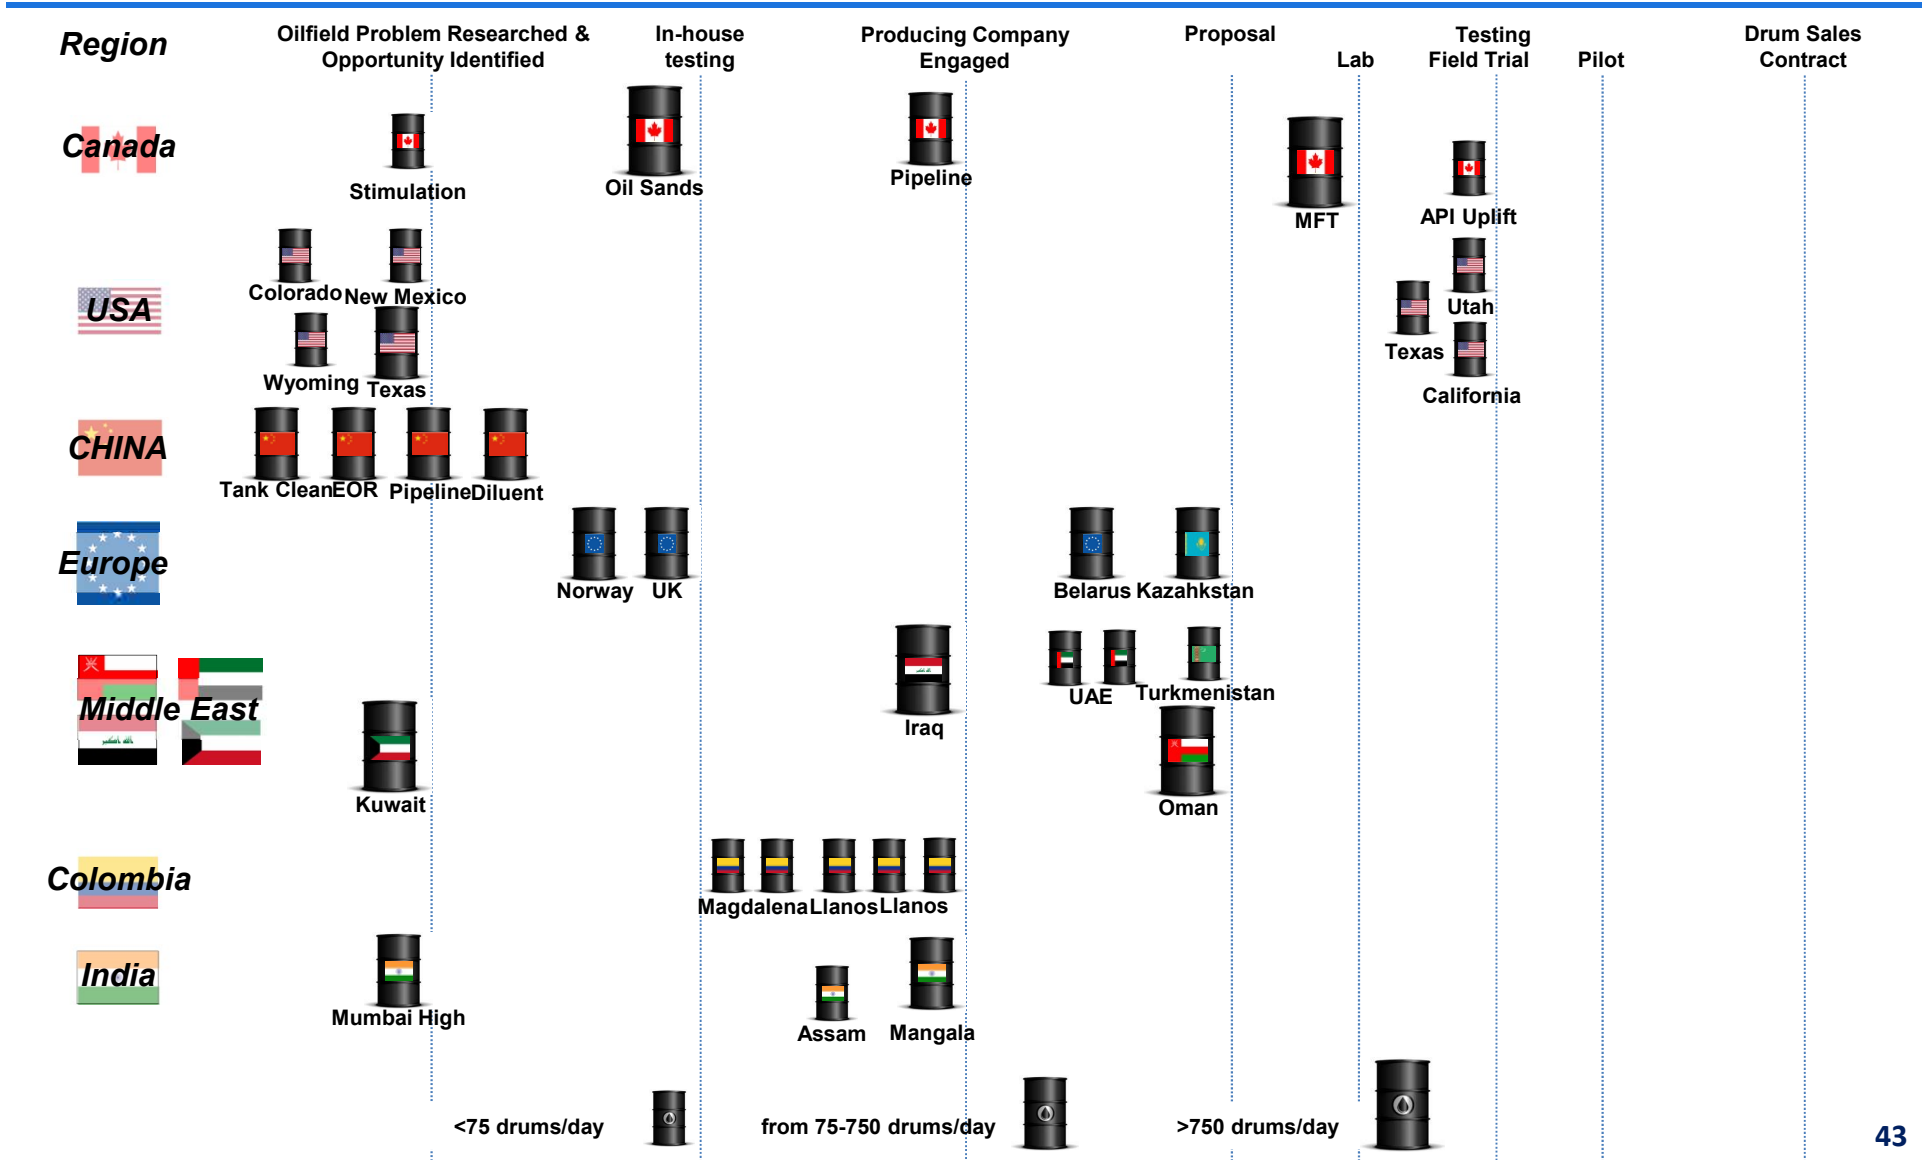 Region
Oilfield Problem Researched &
Opportunity Identified
In-house
testing
Producing Company
Engaged
Proposal
Lab
Testing
Field Trial
Pilot
Drum Sales
Contract
Canada
Stimulation
Oil Sands
Pipeline
MFT
API Uplift
USA
Colorado
New Mexico
Wyoming
Texas
Utah
Texas
California
CHINA
Tank Clean
EOR
Pipeline
Diluent
Europe
Norway
UK
Belarus
Kazahkstan
Middle East
Kuwait
Iraq
UAE
Turkmenistan
Oman
Colombia
Magdalena
Llanos
Llanos
India
Mumbai High
Assam
Mangala
<75 drums/day
from 75-750 drums/day
>750 drums/day
43